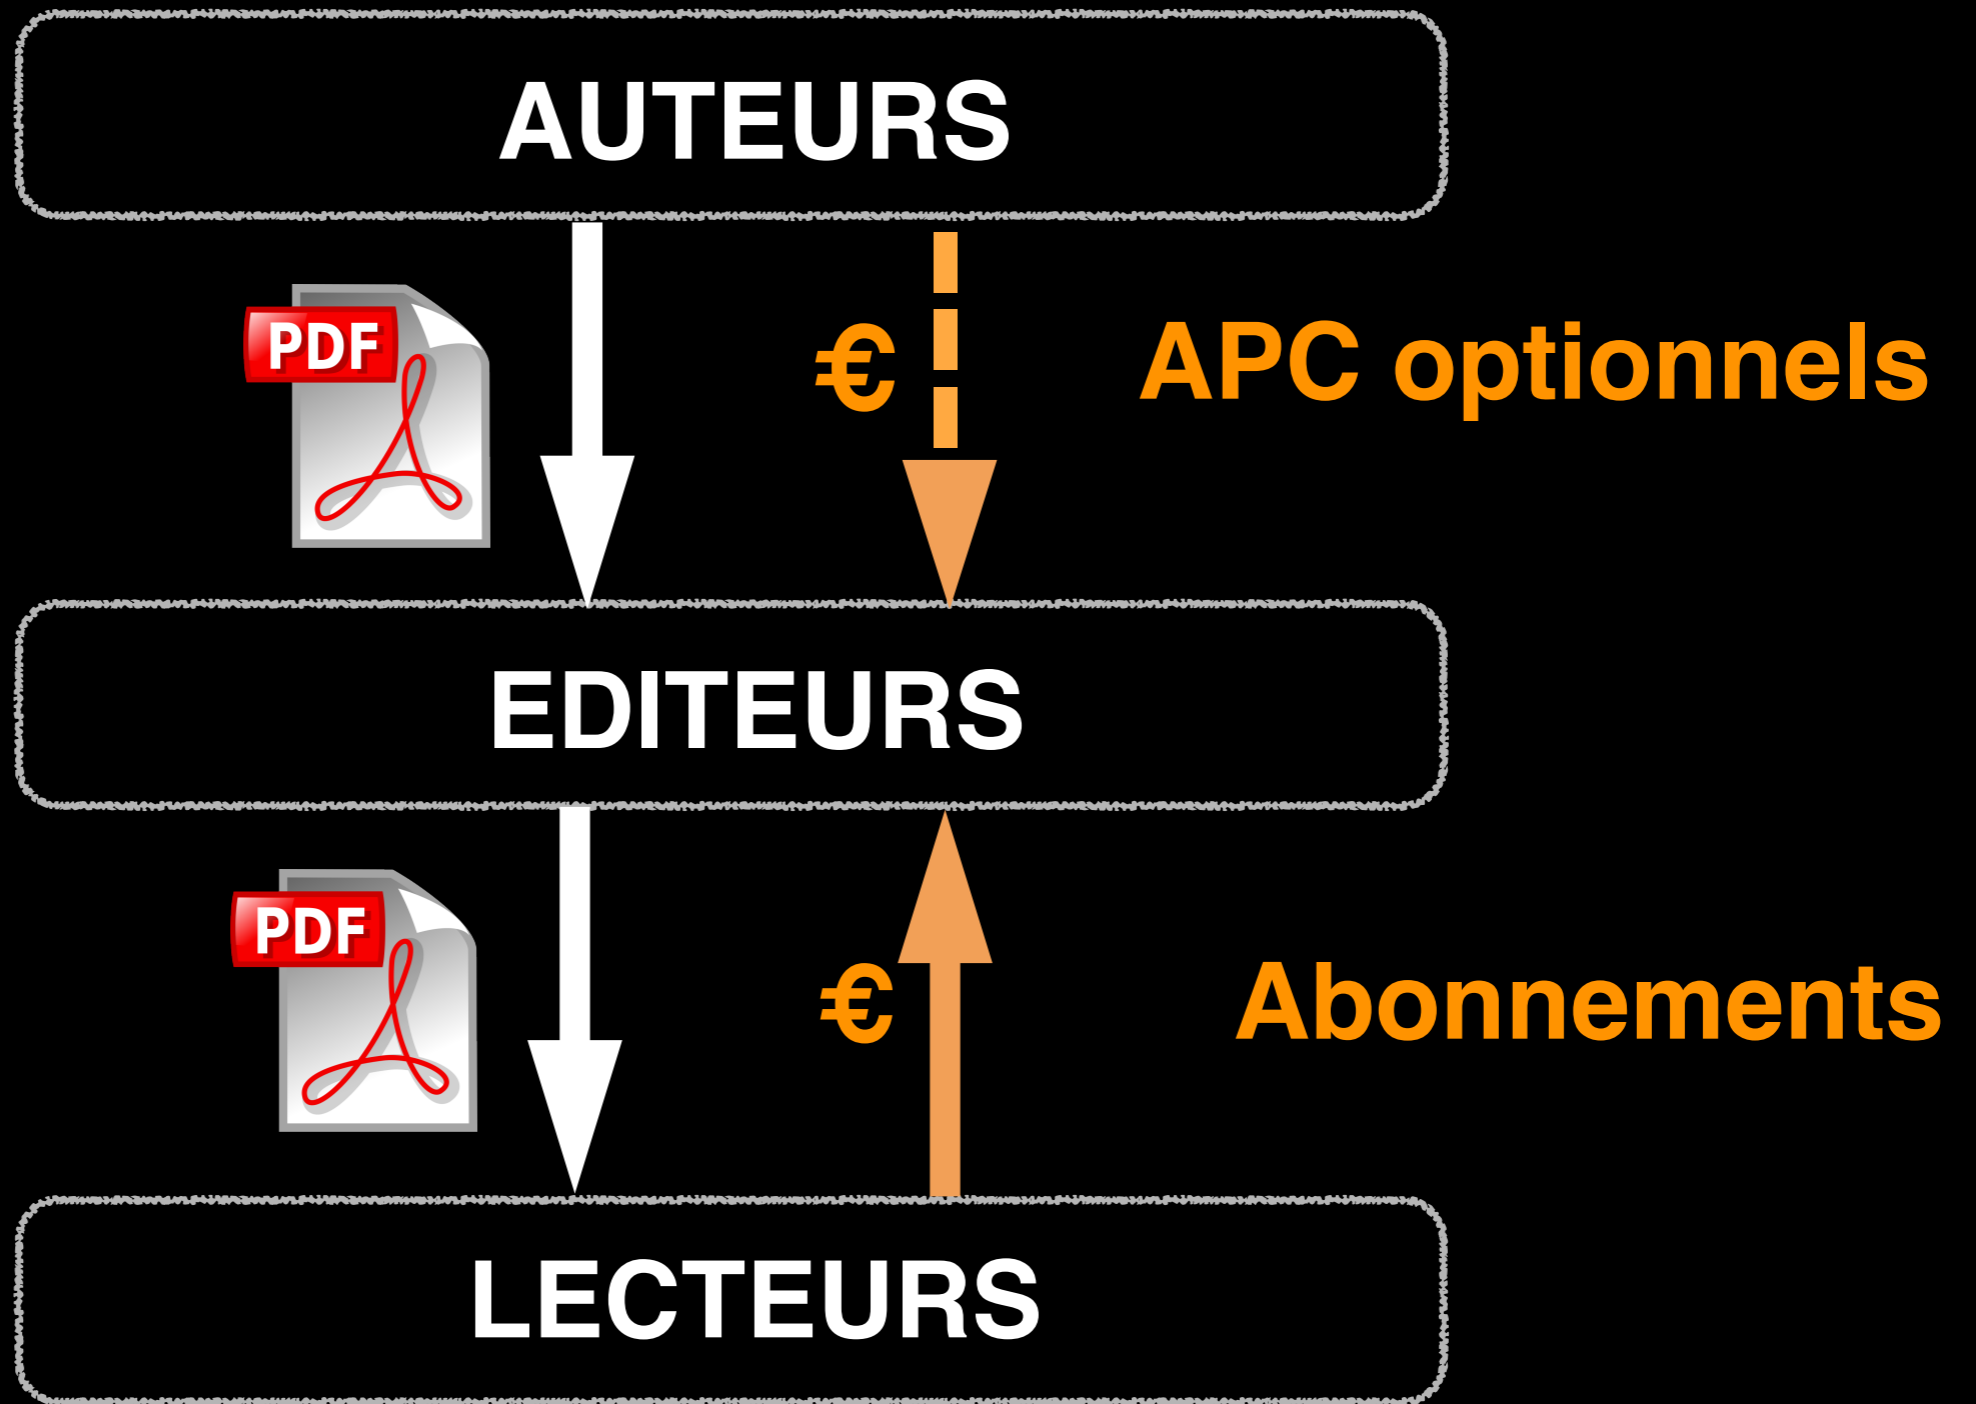 AUTEURS
PDF
€
APC optionnels
EDITEURS
PDF
€
Abonnements
LECTEURS